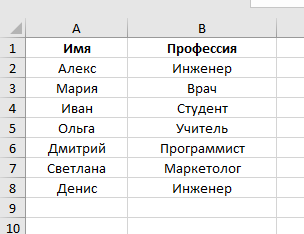 A B
1 Имя Профессия
2 Алекс Инженер
3 Мария Врач
4 Иван Студент
5 Ольга Учитель
6 Дмитрий Программист
7 Светлана Маркетолог
8 Денис Инженер
9
10